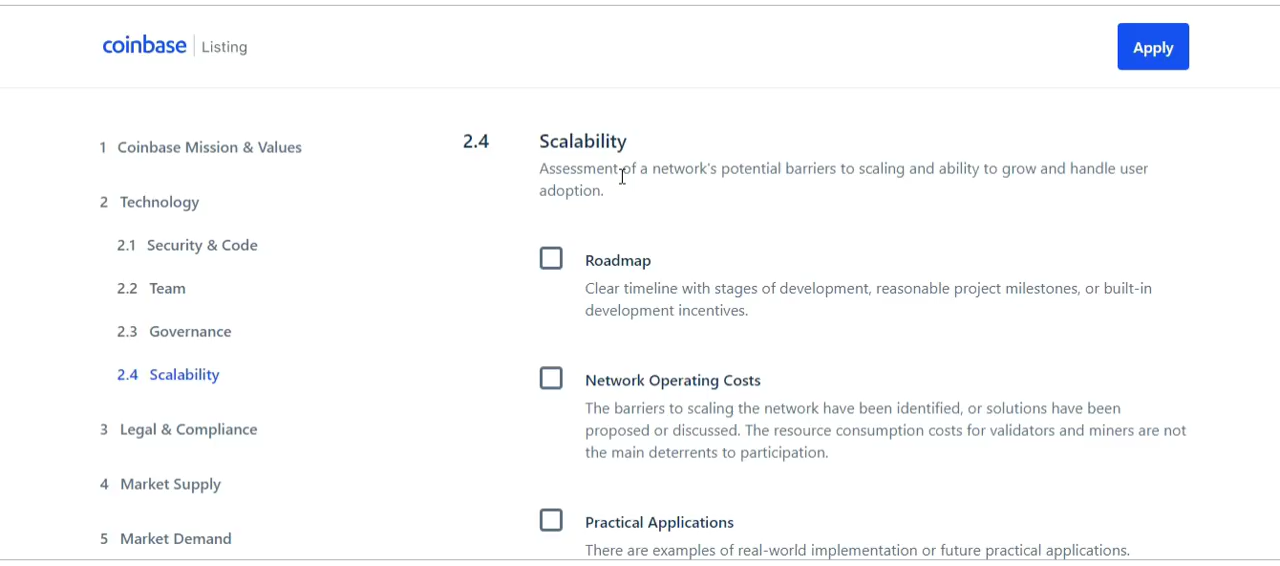 coinbase | Listing
Apply
1 Coinbase Mission & Values
2 Technology
2.1 Security & Code
2.2 Team
2.3 Governance
2.4 Scalability
3 Legal & Compliance
4 Market Supply
5 Market Demand
2.4 Scalability
Assessment of a network's potential barriers to scaling and ability to grow and handle user
adoption.
Roadmap
Clear timeline with stages of development, reasonable project milestones, or built-in
development incentives.
Network Operating Costs
The barriers to scaling the network have been identified, or solutions have been
proposed or discussed. The resource consumption costs for validators and miners are not
the main deterrents to participation.
Practical Applications
There are examples of real-world implementation or future practical applications.